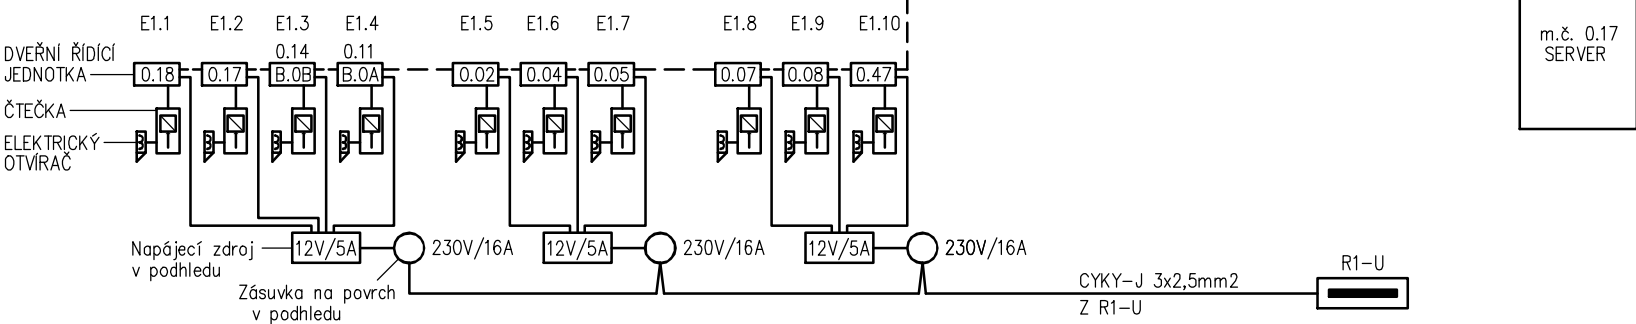 E1.1 E1.2 E1.3 E1.4 E1.5 E1.6 E1.7 E1.8 E1.9 E1.10
0.14 0.11
DVEŘNÍ ŘÍDÍCÍ
JEDNOTKA
0.18 0.17 B.0B B.0A 0.02 0.04 0.05 0.07 0.08 0.47
ČTEČKA
ELEKTRICKÝ
OTVÍRAČ
m.č. 0.17
SERVER
Napájecí zdroj
v podhledu
12V/5A 230V/16A 12V/5A 230V/16A 12V/5A 230V/16A
Zásuvka na povrch
v podhledu
CYKY-J 3x2,5mm2
Z R1-U
R1-U